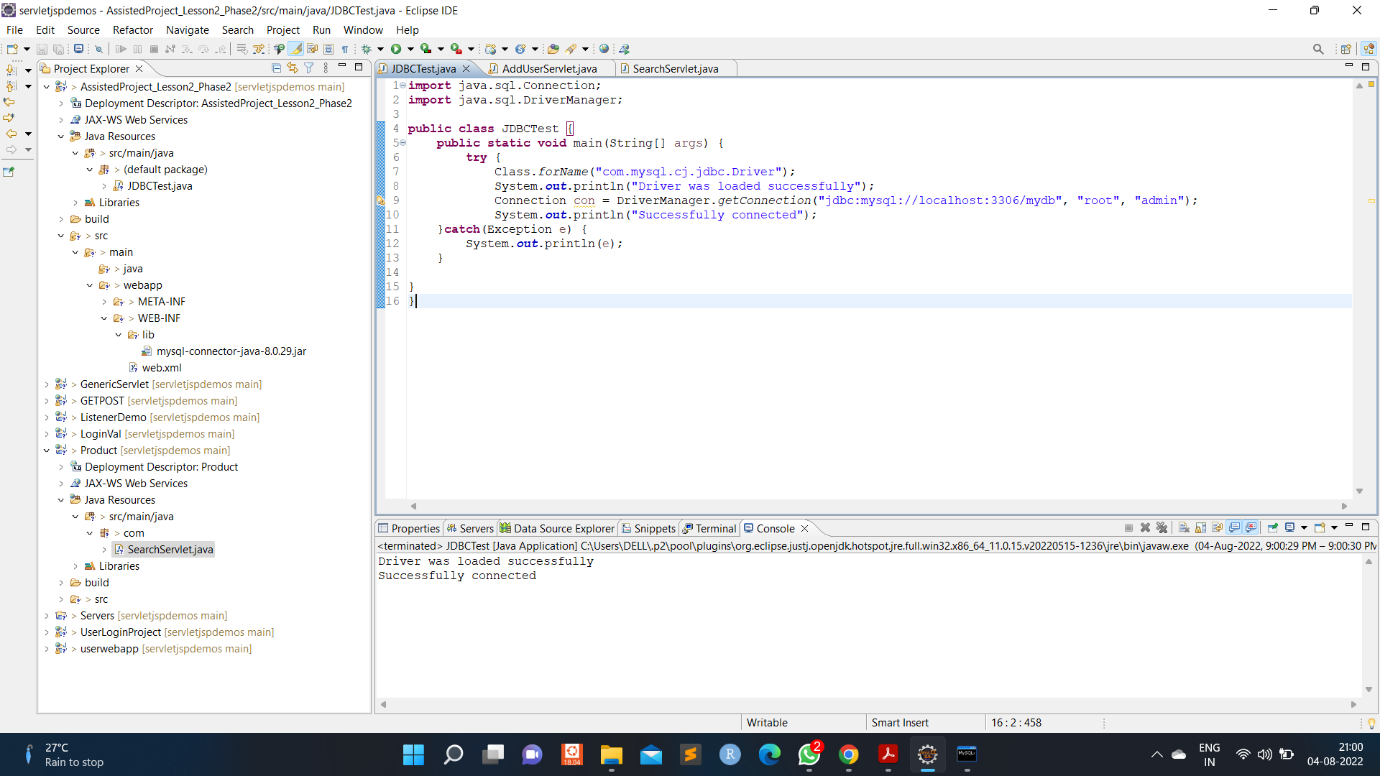 servletjspdemos - AssistedProject_Lesson2_Phase2/src/main/java/JDBCTest.java - Eclipse IDE
File Edit Source Refactor Navigate Search Project Run Window Help
Project Explorer
AssistedProject_Lesson2_Phase2 [servletjspdemos main]
Deployment Descriptor: AssistedProject_Lesson2_Phase2
JAX-WS Web Services
Java Resources
src/main/java
(default package)
JDBCTest.java
Libraries
build
src
main
java
webapp
META-INF
WEB-INF
lib
mysql-connector-java-8.0.29.jar
web.xml
GenericServlet [servletjspdemos main]
GETPOST [servletjspdemos main]
ListenerDemo [servletjspdemos main]
LoginVal [servletjspdemos main]
Product [servletjspdemos main]
Deployment Descriptor: Product
JAX-WS Web Services
Java Resources
src/main/java
com
SearchServlet.java
Libraries
build
src
Servers [servletjspdemos main]
UserLoginProject [servletjspdemos main]
userwebapp [servletjspdemos main]
JDBCTest.java AddUserServlet.java SearchServlet.java
1 import java.sql.Connection;
2 import java.sql.DriverManager;
3
4 public class JDBCTest {
5 public static void main(String[] args) {
6 try {
7 Class.forName("com.mysql.cj.jdbc.Driver");
8 System.out.println("Driver was loaded successfully");
9 Connection con = DriverManager.getConnection("jdbc:mysql://localhost:3306/mydb", "root", "admin");
10 System.out.println("Successfully connected");
11 }catch(Exception e) {
12 System.out.println(e);
13 }
14
15 }
16 }
Properties Servers Data Source Explorer Snippets Terminal Console
<terminated> JDBCTest [Java Application] C:\Users\DELL\.p2\pool\plugins\org.eclipse.justj.openjdk.hotspot.jre.full.win32.x86_64_11.0.15.v20220515-1236\jre\bin\javaw.exe (04-Aug-2022, 9:00:29 PM – 9:00:30 PM
Driver was loaded successfully
Successfully connected
Writable Smart Insert 16 : 2 : 458
27°C
Rain to stop
18.04
2
R
MySQL
ENG
IN
21:00
04-08-2022